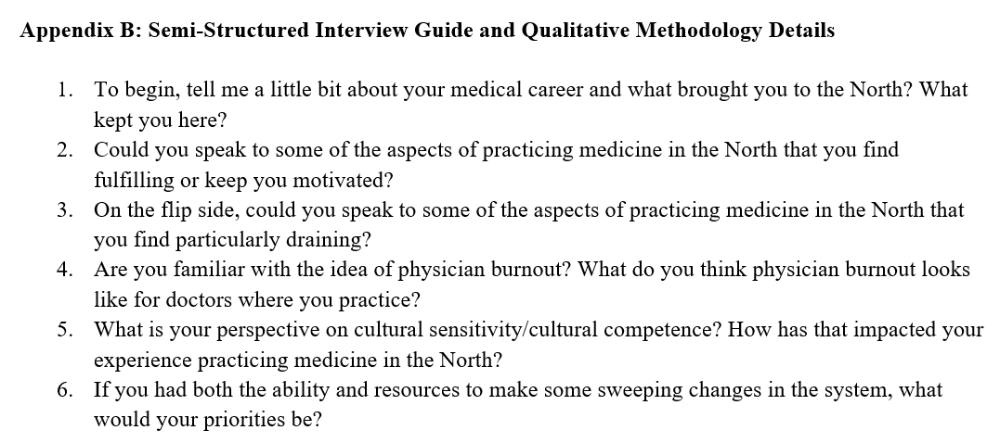 Appendix B: Semi-Structured Interview Guide and Qualitative Methodology Details
1. To begin, tell me a little bit about your medical career and what brought you to the North? What
kept you here?
2. Could you speak to some of the aspects of practicing medicine in the North that you find
fulfilling or keep you motivated?
3. On the flip side, could you speak to some of the aspects of practicing medicine in the North that
you find particularly draining?
4. Are you familiar with the idea of physician burnout? What do you think physician burnout looks
like for doctors where you practice?
5. What is your perspective on cultural sensitivity/cultural competence? How has that impacted your
experience practicing medicine in the North?
6. If you had both the ability and resources to make some sweeping changes in the system, what
would your priorities be?